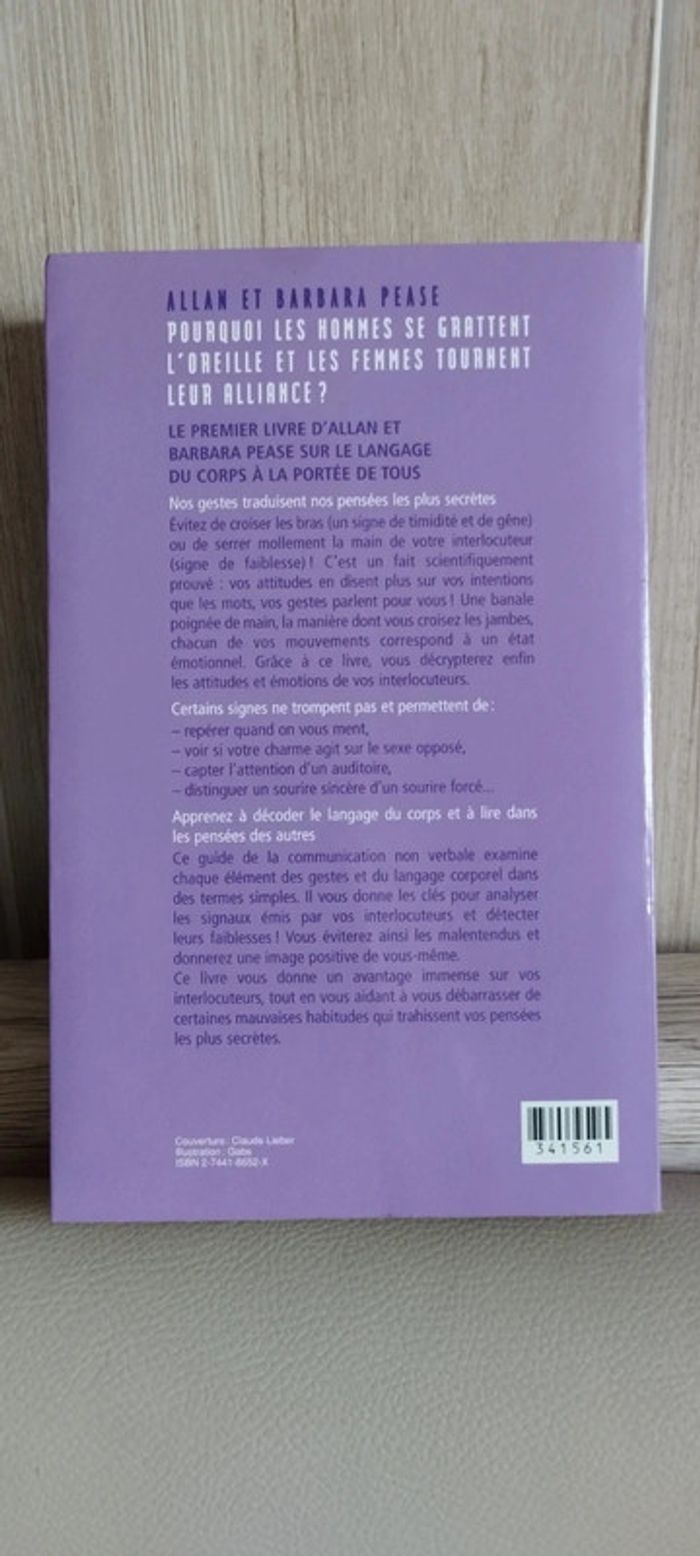 ALLAN ET BARBARA PEASE
POURQUOI LES HOMMES SE GRATTENT
L'OREILLE ET LES FEMMES TOURNENT
LEUR ALLIANCE ?
LE PREMIER LIVRE D'ALLAN ET
BARBARA PEASE SUR LE LANGAGE
DU CORPS À LA PORTÉE DE TOUS
Nos gestes traduisent nos pensées les plus secrètes
Évitez de croiser les bras (un signe de timidité et de gêne)
ou de serrer mollement la main de votre interlocuteur
(signe de faiblesse) ! C'est un fait scientifiquement
prouvé : vos attitudes en disent plus sur vos intentions
que les mots, vos gestes parlent pour vous ! Une banale
poignée de main, la manière dont vous croisez les jambes,
chacun de vos mouvements correspond à un état
émotionnel. Grâce à ce livre, vous décrypterez enfin
les attitudes et émotions de vos interlocuteurs.
Certains signes ne trompent pas et permettent de :
– repérer quand on vous ment,
– voir si votre charme agit sur le sexe opposé,
– capter l'attention d'un auditoire,
– distinguer un sourire sincère d'un sourire forcé...
Apprenez à décoder le langage du corps et à lire dans
les pensées des autres
Ce guide de la communication non verbale examine
chaque élément des gestes et du langage corporel dans
des termes simples. Il vous donne les clés pour analyser
les signaux émis par vos interlocuteurs et détecter
leurs faiblesses ! Vous éviterez ainsi les malentendus et
donnerez une image positive de vous-même.
Ce livre vous donne un avantage immense sur vos
interlocuteurs, tout en vous aidant à vous débarrasser de
certaines mauvaises habitudes qui trahissent vos pensées
les plus secrètes.
Couverture : Claude Lieber
Illustration : Gabs
ISBN 2-7441-8652-X
341561